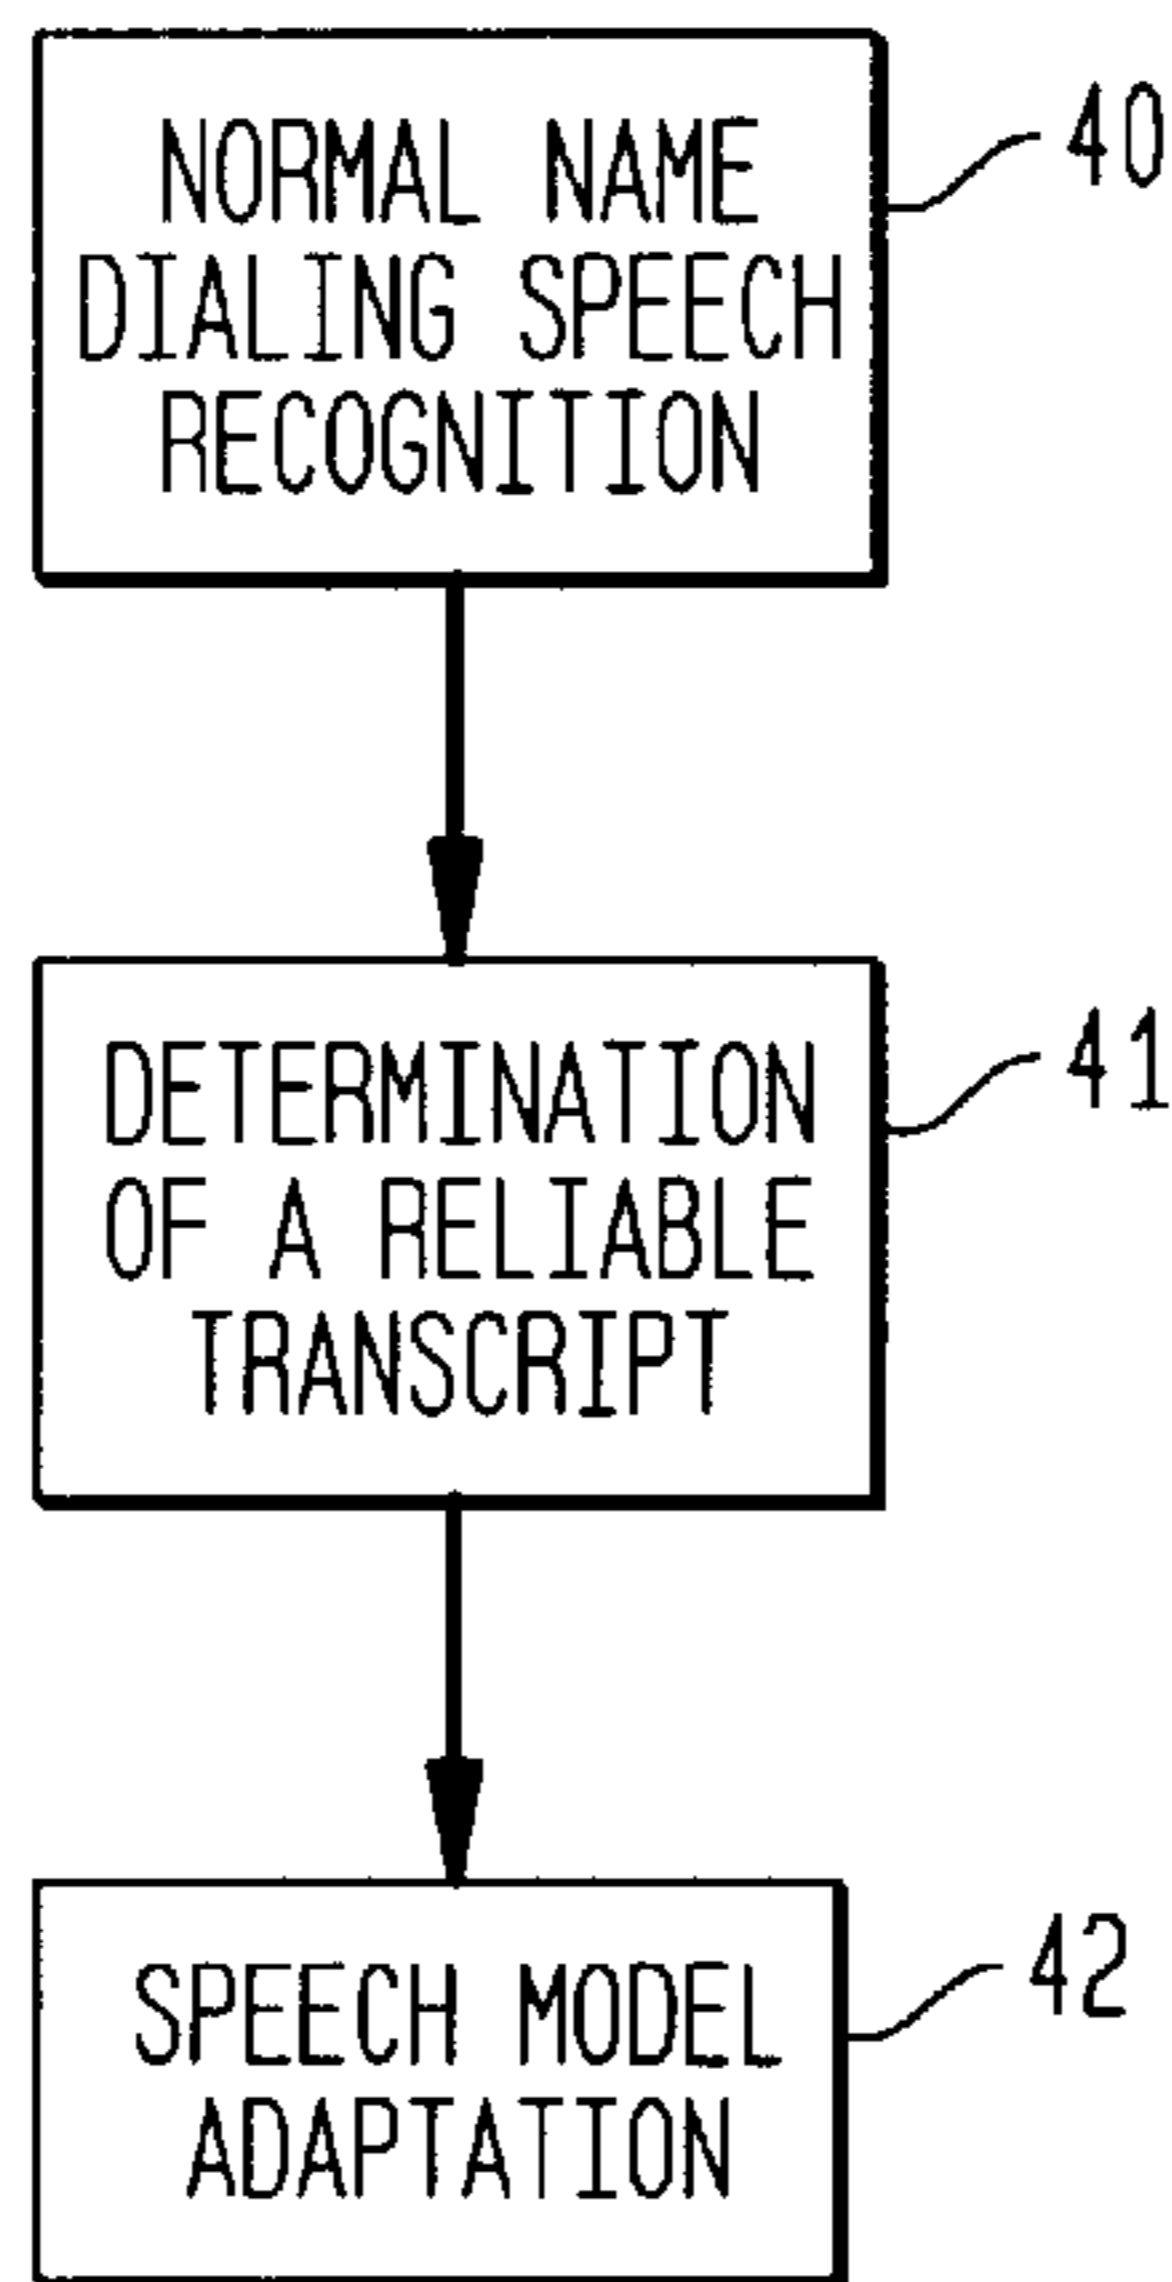 NORMAL NAME
DIALING SPEECH
RECOGNITION
40
DETERMINATION
OF A RELIABLE
TRANSCRIPT
41
SPEECH MODEL
ADAPTATION
42